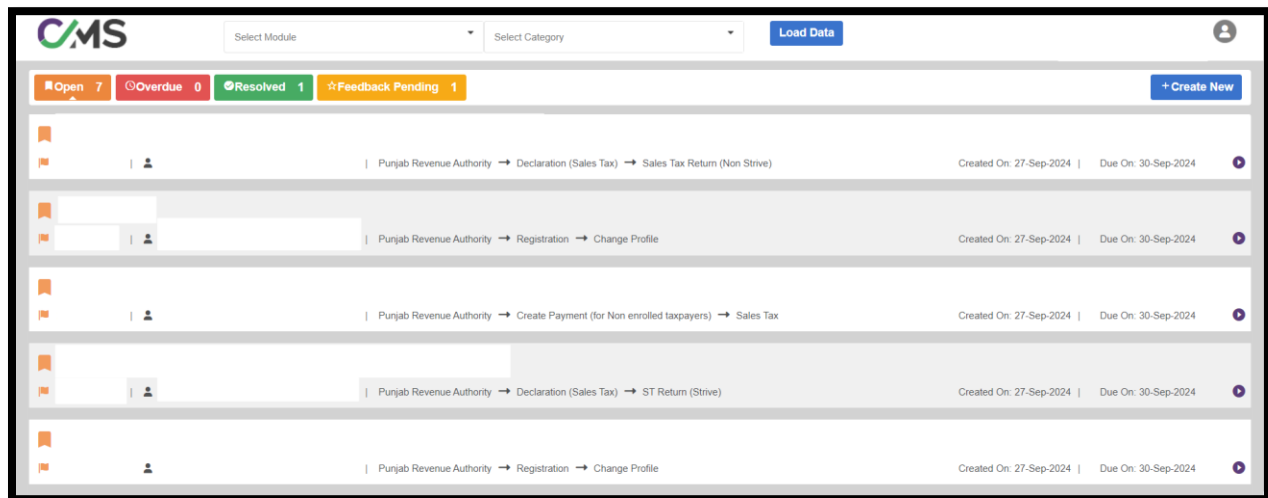 CMS
Select Module Select Category Load Data
Open 7 Overdue 0 Resolved 1 Feedback Pending 1 +Create New
| | Punjab Revenue Authority → Declaration (Sales Tax) → Sales Tax Return (Non Strive) Created On: 27-Sep-2024 | Due On: 30-Sep-2024
| | Punjab Revenue Authority → Registration → Change Profile Created On: 27-Sep-2024 | Due On: 30-Sep-2024
| | Punjab Revenue Authority → Create Payment (for Non enrolled taxpayers) → Sales Tax Created On: 27-Sep-2024 | Due On: 30-Sep-2024
| | Punjab Revenue Authority → Declaration (Sales Tax) → ST Return (Strive) Created On: 27-Sep-2024 | Due On: 30-Sep-2024
| Punjab Revenue Authority → Registration → Change Profile Created On: 27-Sep-2024 | Due On: 30-Sep-2024